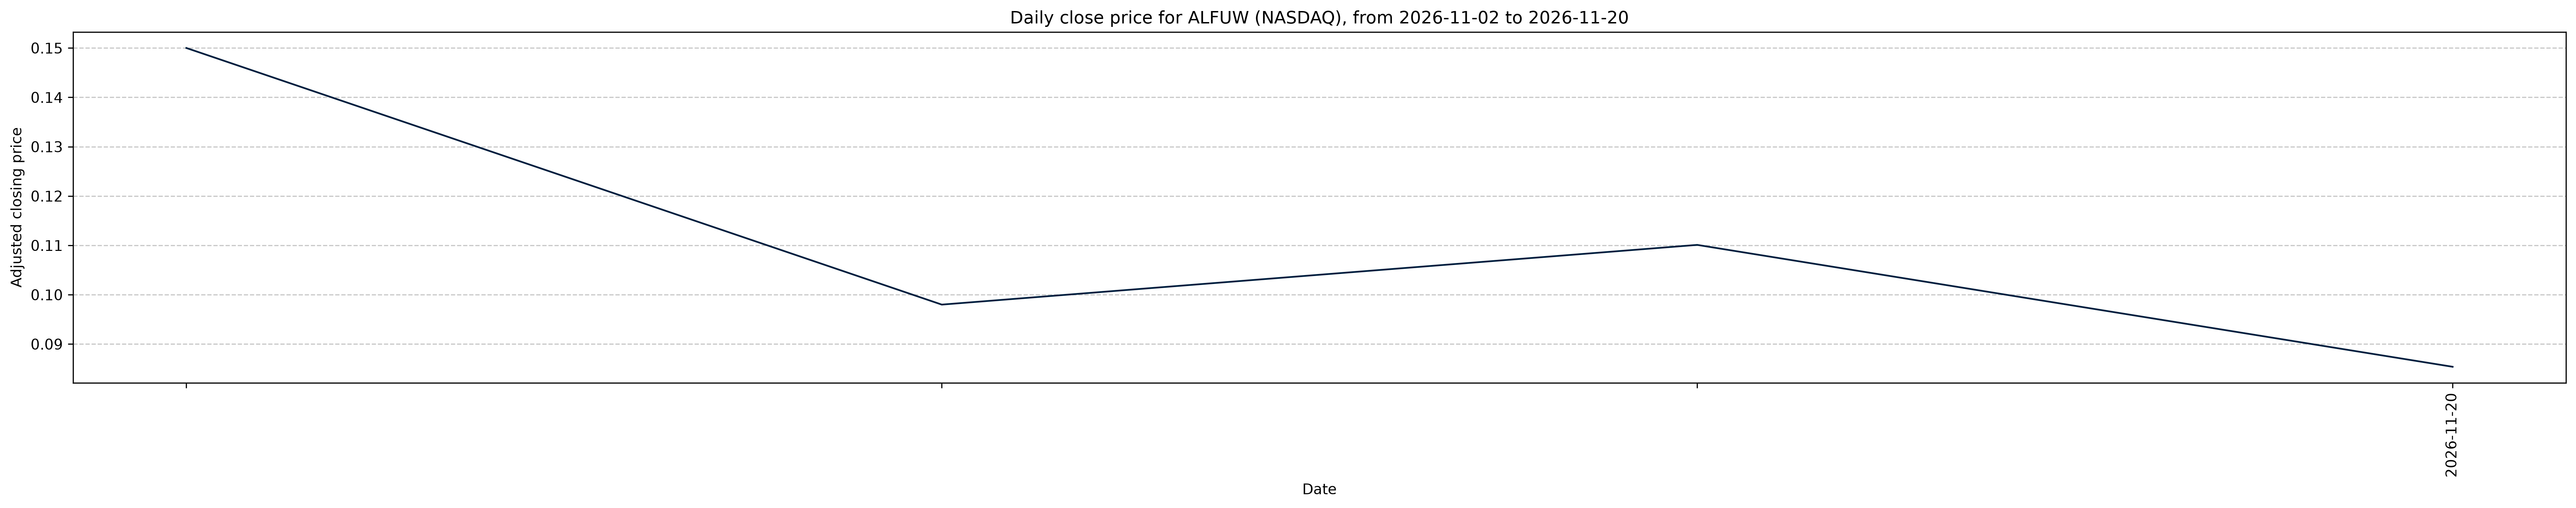 Daily close price for ALFUW (NASDAQ), from 2026-11-02 to 2026-11-20
Adjusted closing price
0.15
0.14
0.13
0.12
0.11
0.10
0.09
2026-11-20
Date